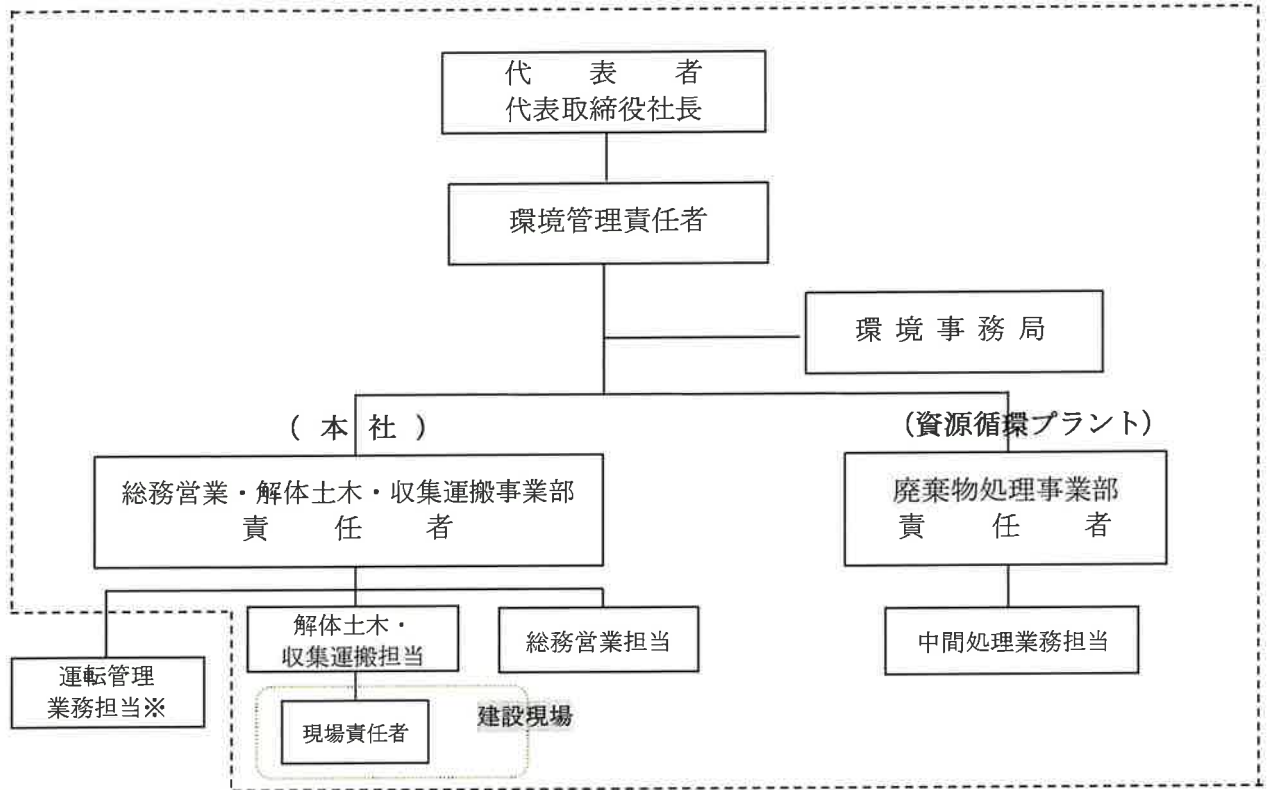 代　表　者
代表取締役社長
環境管理責任者
環 境 事 務 局
( 本 社 )
(資源循環プラント)
総務営業・解体土木・収集運搬事業部
責　任　者
廃棄物処理事業部
責　任　者
運転管理
業務担当※
解体土木・
収集運搬担当
総務営業担当
中間処理業務担当
現場責任者
建設現場